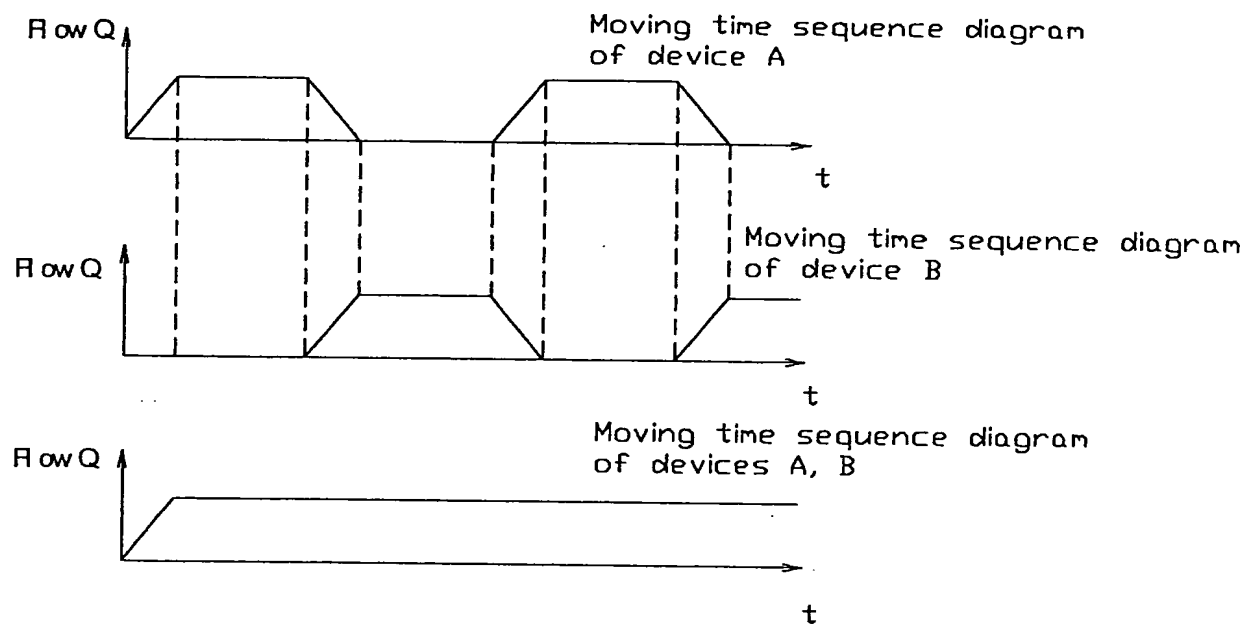 Flow Q
Moving time sequence diagram
of device A
t
Flow Q
Moving time sequence diagram
of device B
t
Flow Q
Moving time sequence diagram
of devices A, B
t